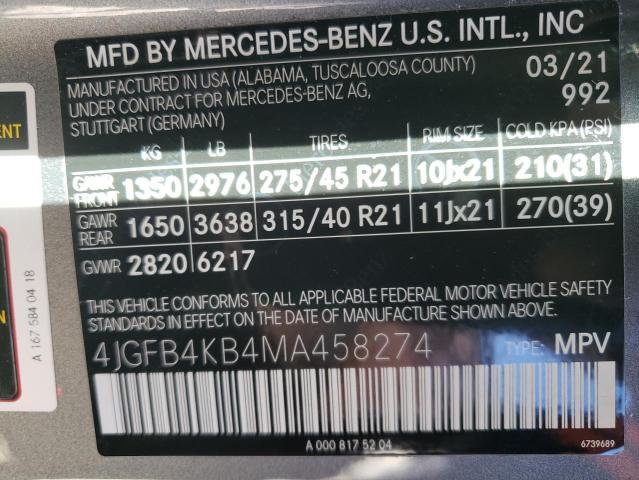 MFD BY MERCEDES-BENZ U.S. INTL., INC
MANUFACTURED IN USA (ALABAMA, TUSCALOOSA COUNTY) 03/21
UNDER CONTRACT FOR MERCEDES-BENZ AG, 992
STUTTGART (GERMANY)
KG LB TIRES RIM SIZE COLD KPA (PSI)
GAWR FRONT 1350 2976 275/45 R21 10Jx21 210(31)
GAWR REAR 1650 3638 315/40 R21 11Jx21 270(39)
GVWR 2820 6217
THIS VEHICLE CONFORMS TO ALL APPLICABLE FEDERAL MOTOR VEHICLE SAFETY
AND THEFT PREVENTION STANDARDS IN EFFECT ON THE DATE OF MANUFACTURE SHOWN ABOVE.
4JGFB4KB4MA458274 TYPE: MPV
A 000 817 52 04 6739689
A 167 584 04 18